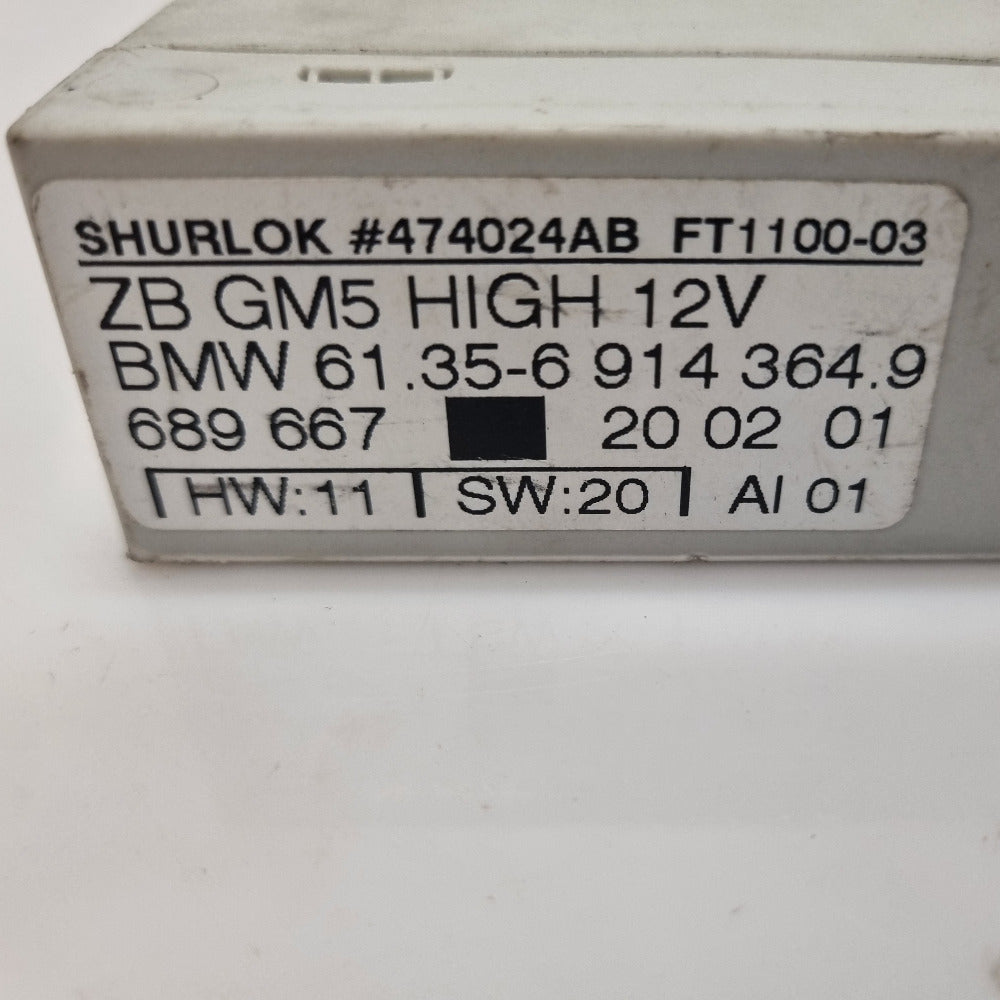 SHURLOK #474024AB FT1100-03
ZB GM5 HIGH 12V
BMW 61.35-6 914 364.9
689 667 20 02 01
HW:11 SW:20 AI 01